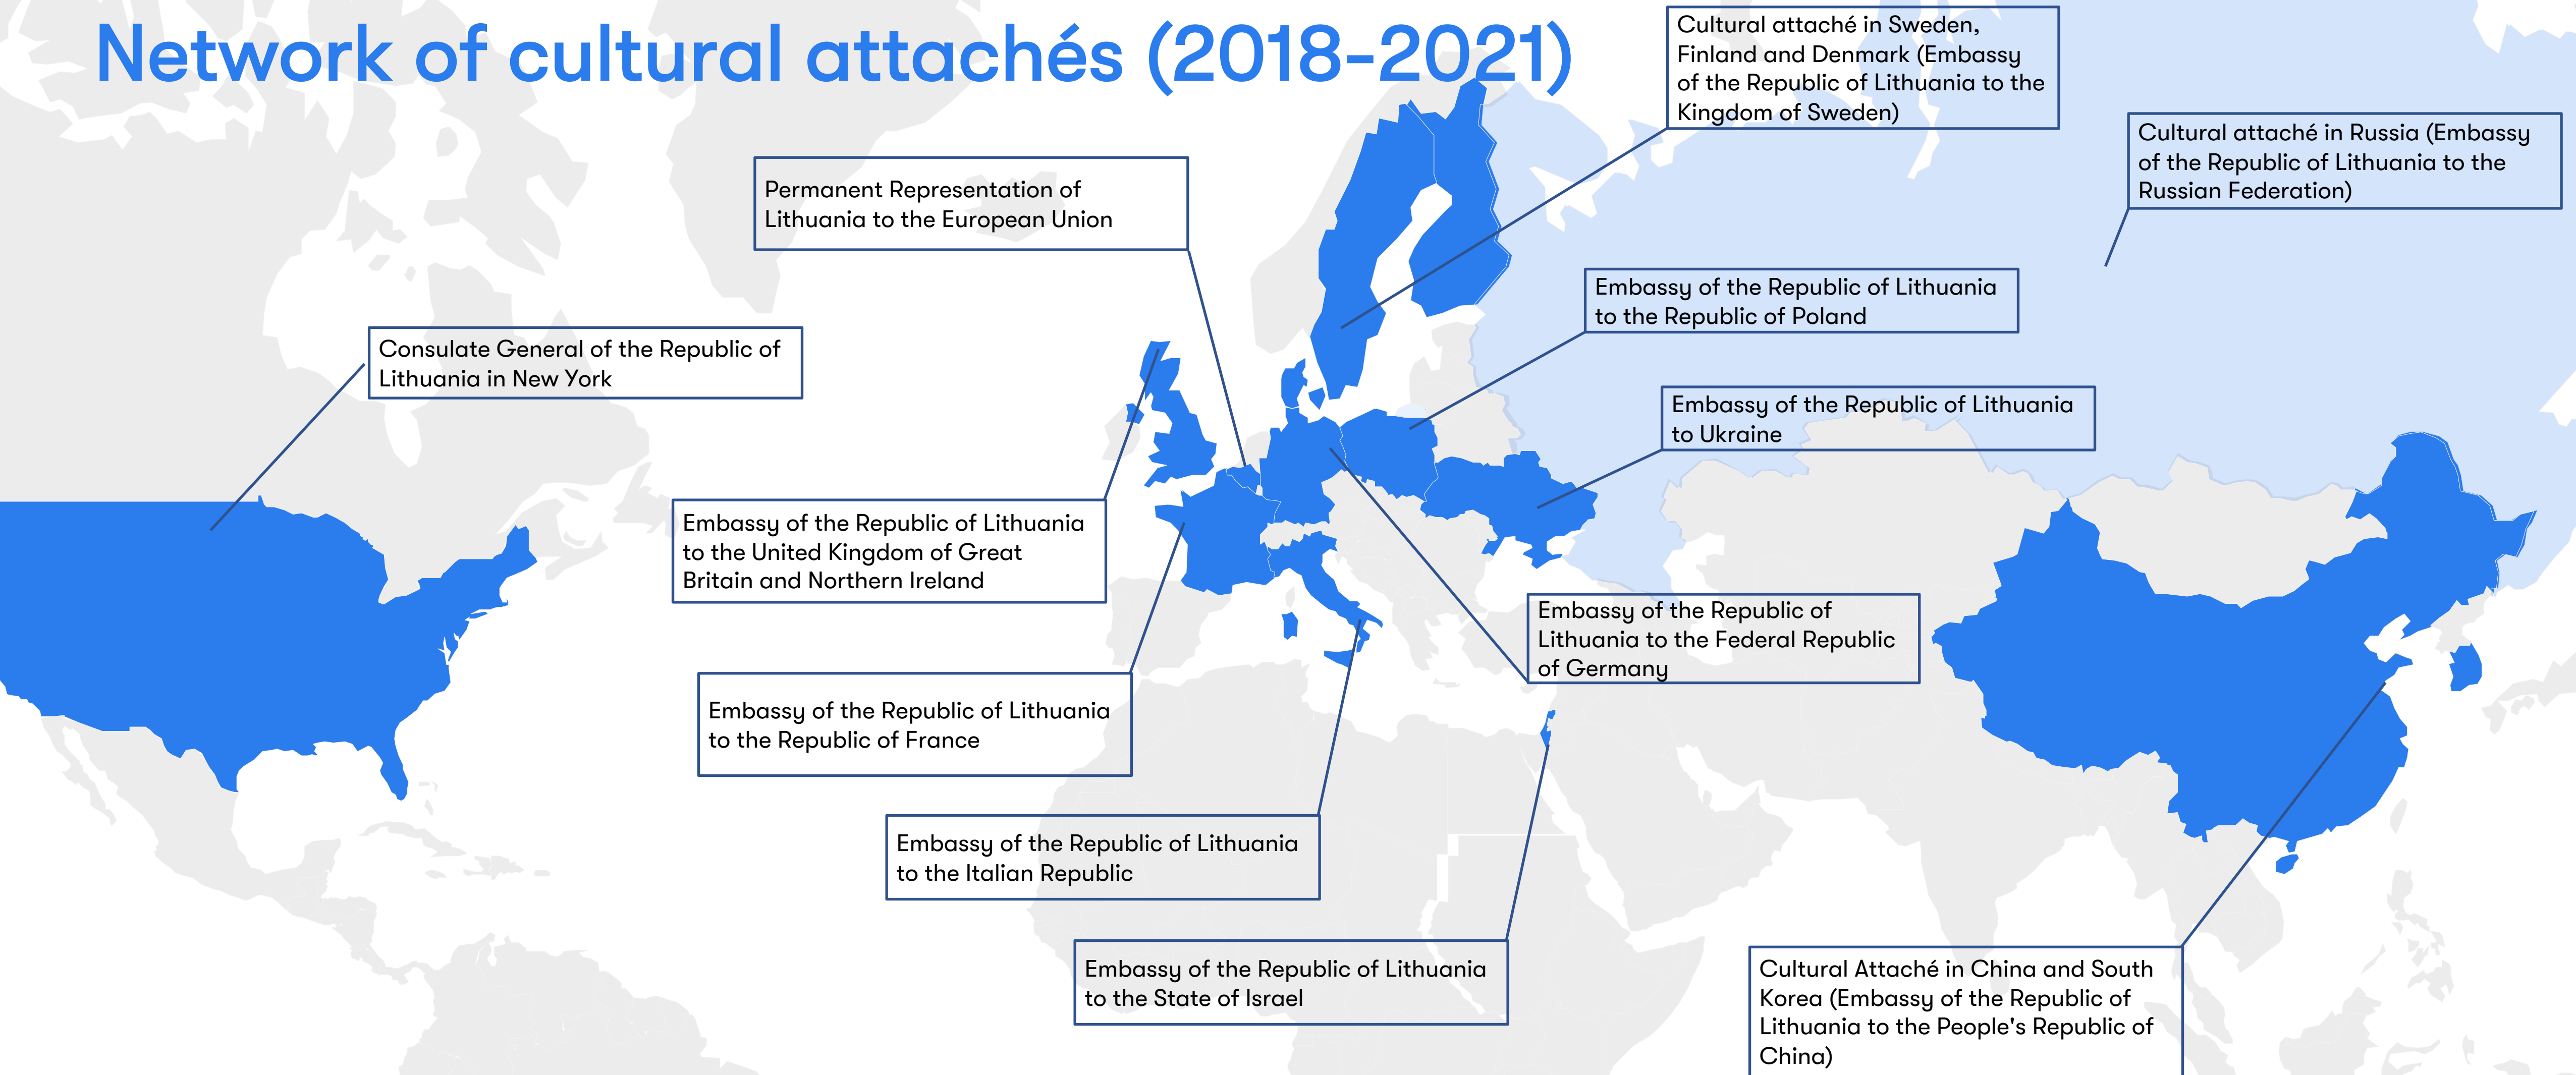 Network of cultural attachés (2018-2021)
Cultural attaché in Sweden,
Finland and Denmark (Embassy
of the Republic of Lithuania to the
Kingdom of Sweden)
Cultural attaché in Russia (Embassy
of the Republic of Lithuania to the
Russian Federation)
Permanent Representation of
Lithuania to the European Union
Embassy of the Republic of Lithuania
to the Republic of Poland
Consulate General of the Republic of
Lithuania in New York
Embassy of the Republic of Lithuania
to Ukraine
Embassy of the Republic of Lithuania
to the United Kingdom of Great
Britain and Northern Ireland
Embassy of the Republic of
Lithuania to the Federal Republic
of Germany
Embassy of the Republic of Lithuania
to the Republic of France
Embassy of the Republic of Lithuania
to the Italian Republic
Embassy of the Republic of Lithuania
to the State of Israel
Cultural Attaché in China and South
Korea (Embassy of the Republic of
Lithuania to the People's Republic of
China)